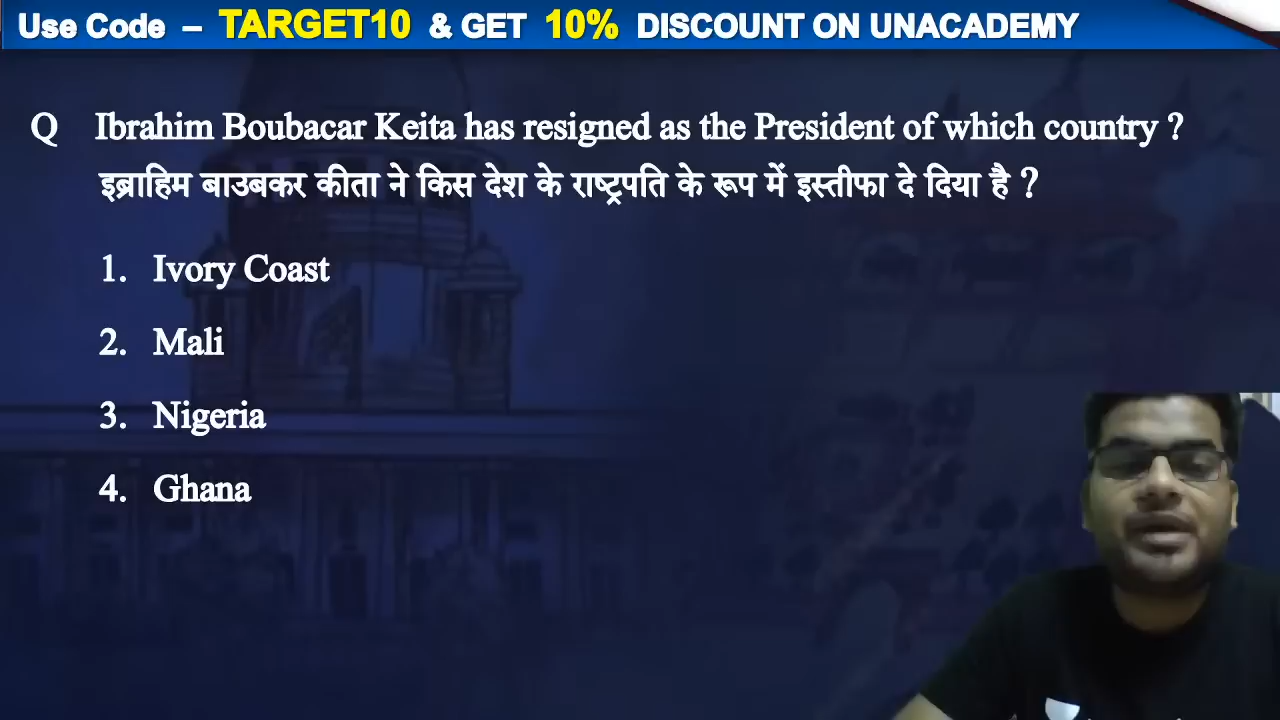 Use Code – TARGET10 & GET 10% DISCOUNT ON UNACADEMY
Q Ibrahim Boubacar Keita has resigned as the President of which country ?
इब्राहिम बाउबकर कीता ने किस देश के राष्ट्रपति के रूप में इस्तीफा दे दिया है ?
1. Ivory Coast
2. Mali
3. Nigeria
4. Ghana